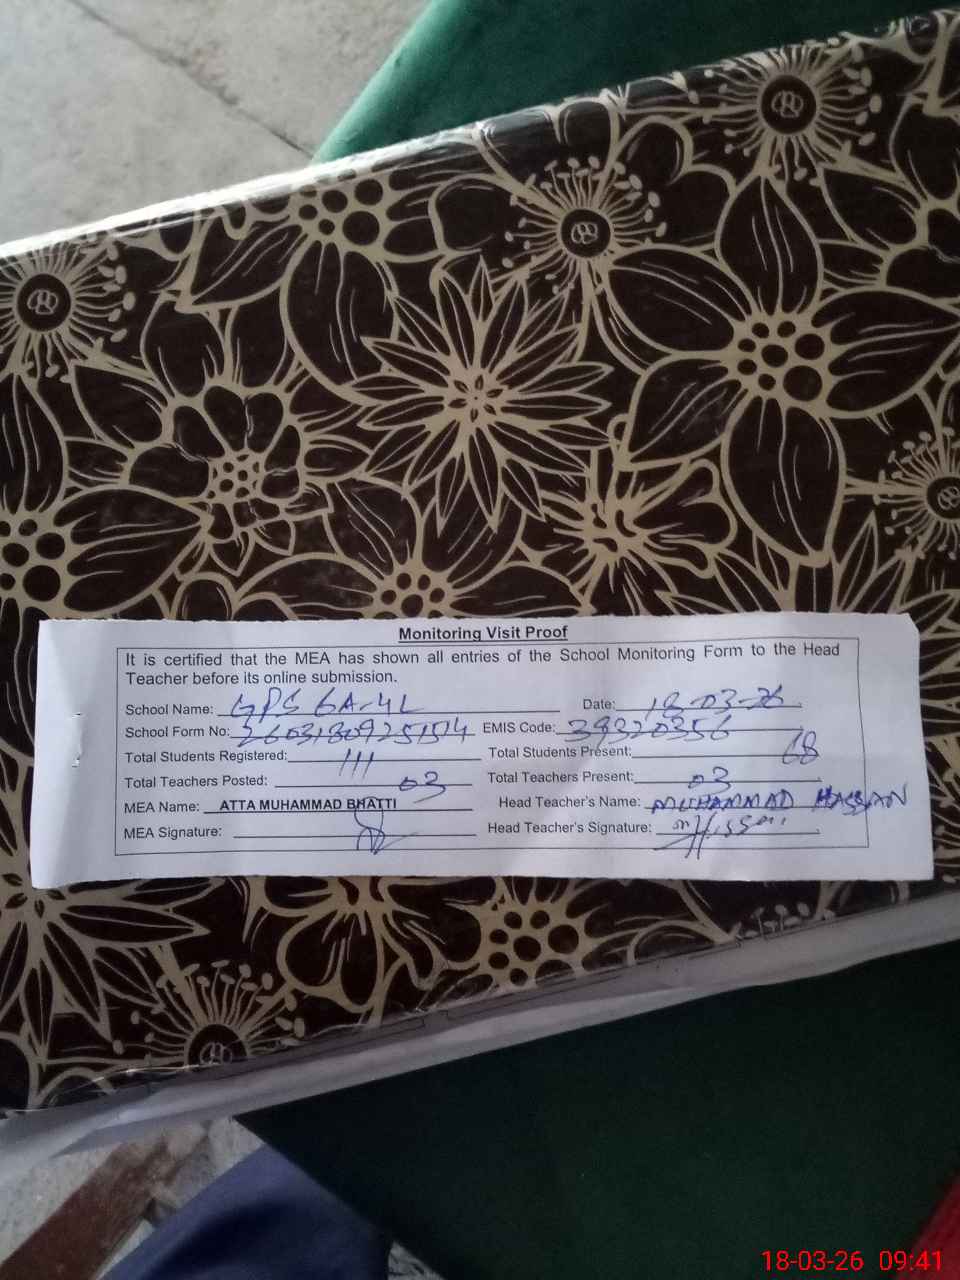 Monitoring Visit Proof
It is certified that the MEA has shown all entries of the School Monitoring Form to the Head
Teacher before its online submission.
School Name: GPS 6A-4L Date: 18-03-26
School Form No: 26031809251514 EMIS Code: 39320356
Total Students Registered: 111 Total Students Present: 68
Total Teachers Posted: 03 Total Teachers Present: 03
MEA Name: ATTA MUHAMMAD BHATTI Head Teacher's Name: MUHAMMAD HASSAN
MEA Signature: Head Teacher's Signature:
18-03-26 09:41